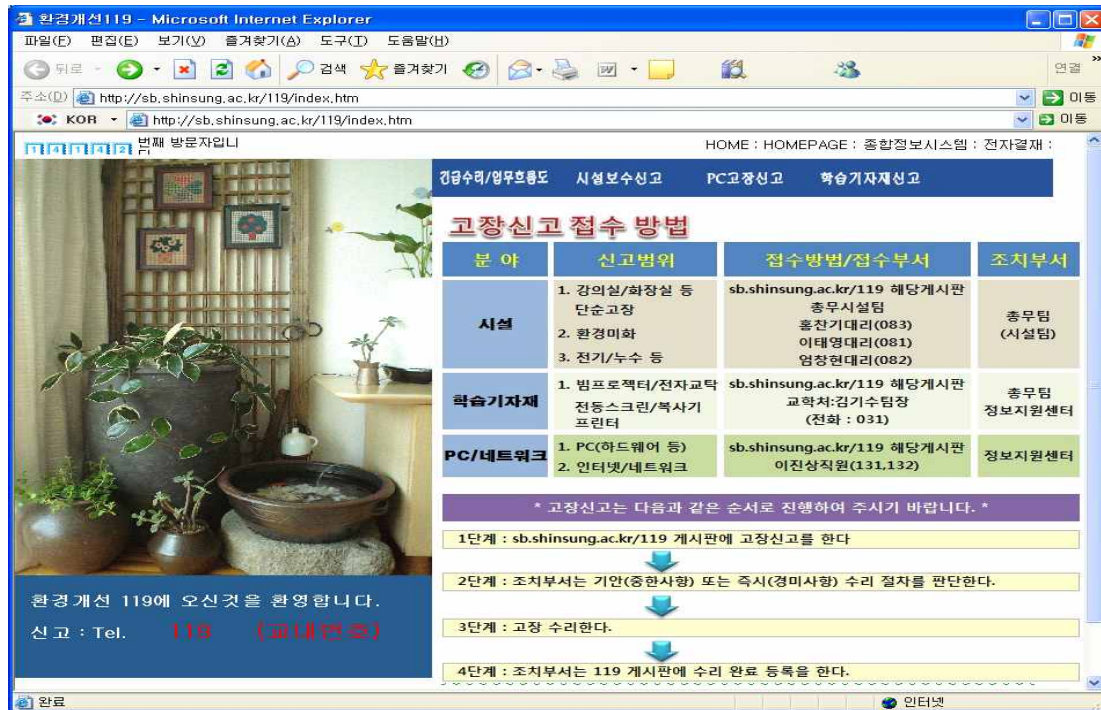 환경개선119 - Microsoft Internet Explorer
파일(F) 편집(E) 보기(V) 즐겨찾기(A) 도구(T) 도움말(H)
뒤로 검색 즐겨찾기 연결 »
주소(D) http://sb.shinsung.ac.kr/119/index.htm 이동
KOR http://sb.shinsung.ac.kr/119/index.htm 이동
14142 번째 방문자입니
다
HOME : HOMEPAGE : 종합정보시스템 : 전자결재 :
긴급수리/업무흐름도 시설보수신고 PC고장신고 학습기자재신고
고장신고 접수 방법
분 야 신고범위 접수방법/접수부서 조치부서
시설
1. 강의실/화장실 등
단순고장
2. 환경미화
3. 전기/누수 등
sb.shinsung.ac.kr/119 해당게시판
총무시설팀
홍찬기대리(083)
이태영대리(081)
엄창현대리(082)
총무팀
(시설팀)
학습기자재
1. 빔프로젝터/전자교탁
전동스크린/복사기
프린터
sb.shinsung.ac.kr/119 해당게시판
교학처:김기수팀장
(전화 : 031)
총무팀
정보지원센터
PC/네트워크
1. PC(하드웨어 등)
2. 인터넷/네트워크
sb.shinsung.ac.kr/119 해당게시판
이진상직원(131,132)
정보지원센터
* 고장신고는 다음과 같은 순서로 진행하여 주시기 바랍니다. *
1단계 : sb.shinsung.ac.kr/119 게시판에 고장신고를 한다
2단계 : 조치부서는 기안(중한사항) 또는 즉시(경미사항) 수리 절차를 판단한다.
3단계 : 고장 수리한다.
4단계 : 조치부서는 119 게시판에 수리 완료 등록을 한다.
환경개선 119에 오신것을 환영합니다.
신고 : Tel. 119 (교내번호)
완료 인터넷